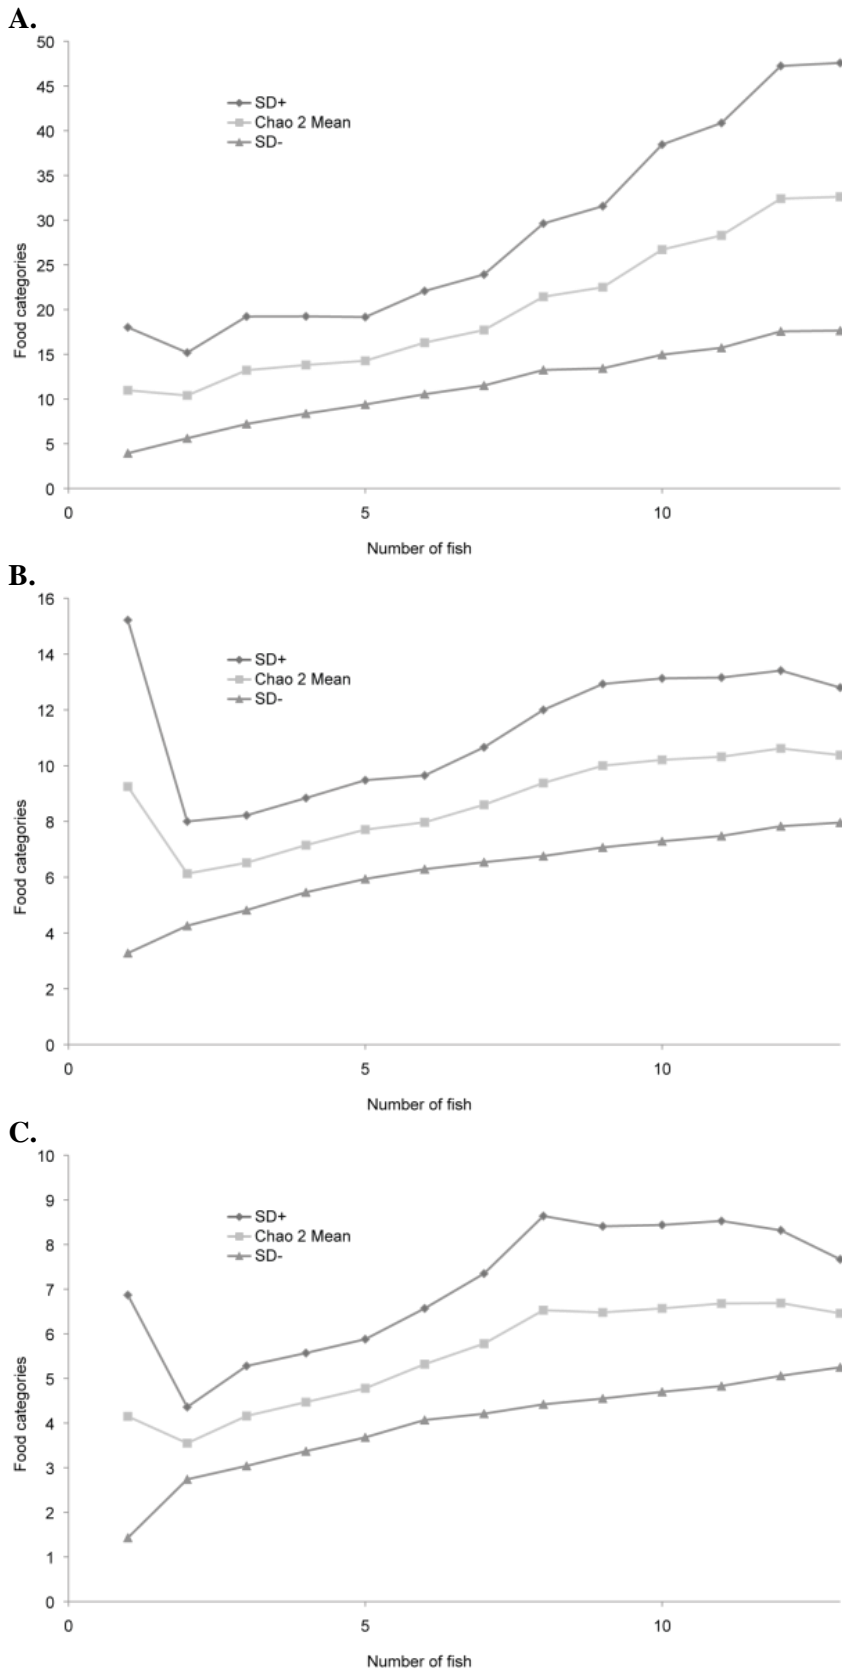 A.
50
45
40
35
30
25
20
15
10
5
0
Food categories
SD+
Chao 2 Mean
SD-
0 5 10
Number of fish
B.
16
14
12
10
8
6
4
2
0
Food categories
SD+
Chao 2 Mean
SD-
0 5 10
Number of fish
C.
10
9
8
7
6
5
4
3
2
1
0
Food categories
SD+
Chao 2 Mean
SD-
0 5 10
Number of fish